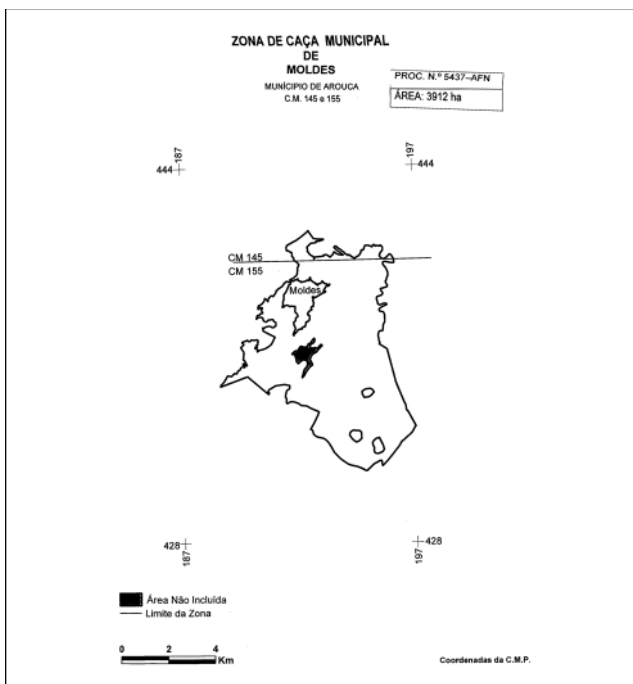 ZONA DE CAÇA MUNICIPAL
DE
MOLDES
MUNICÍPIO DE AROUCA
C.M. 145 e 155
PROC. N.º 5437–AFN
ÁREA: 3912 ha
187
444
197
444
CM 145
CM 155
Moldes
428
187
428
197
Área Não Incluída
Limite da Zona
0 2 4
Km
Coordenadas da C.M.P.